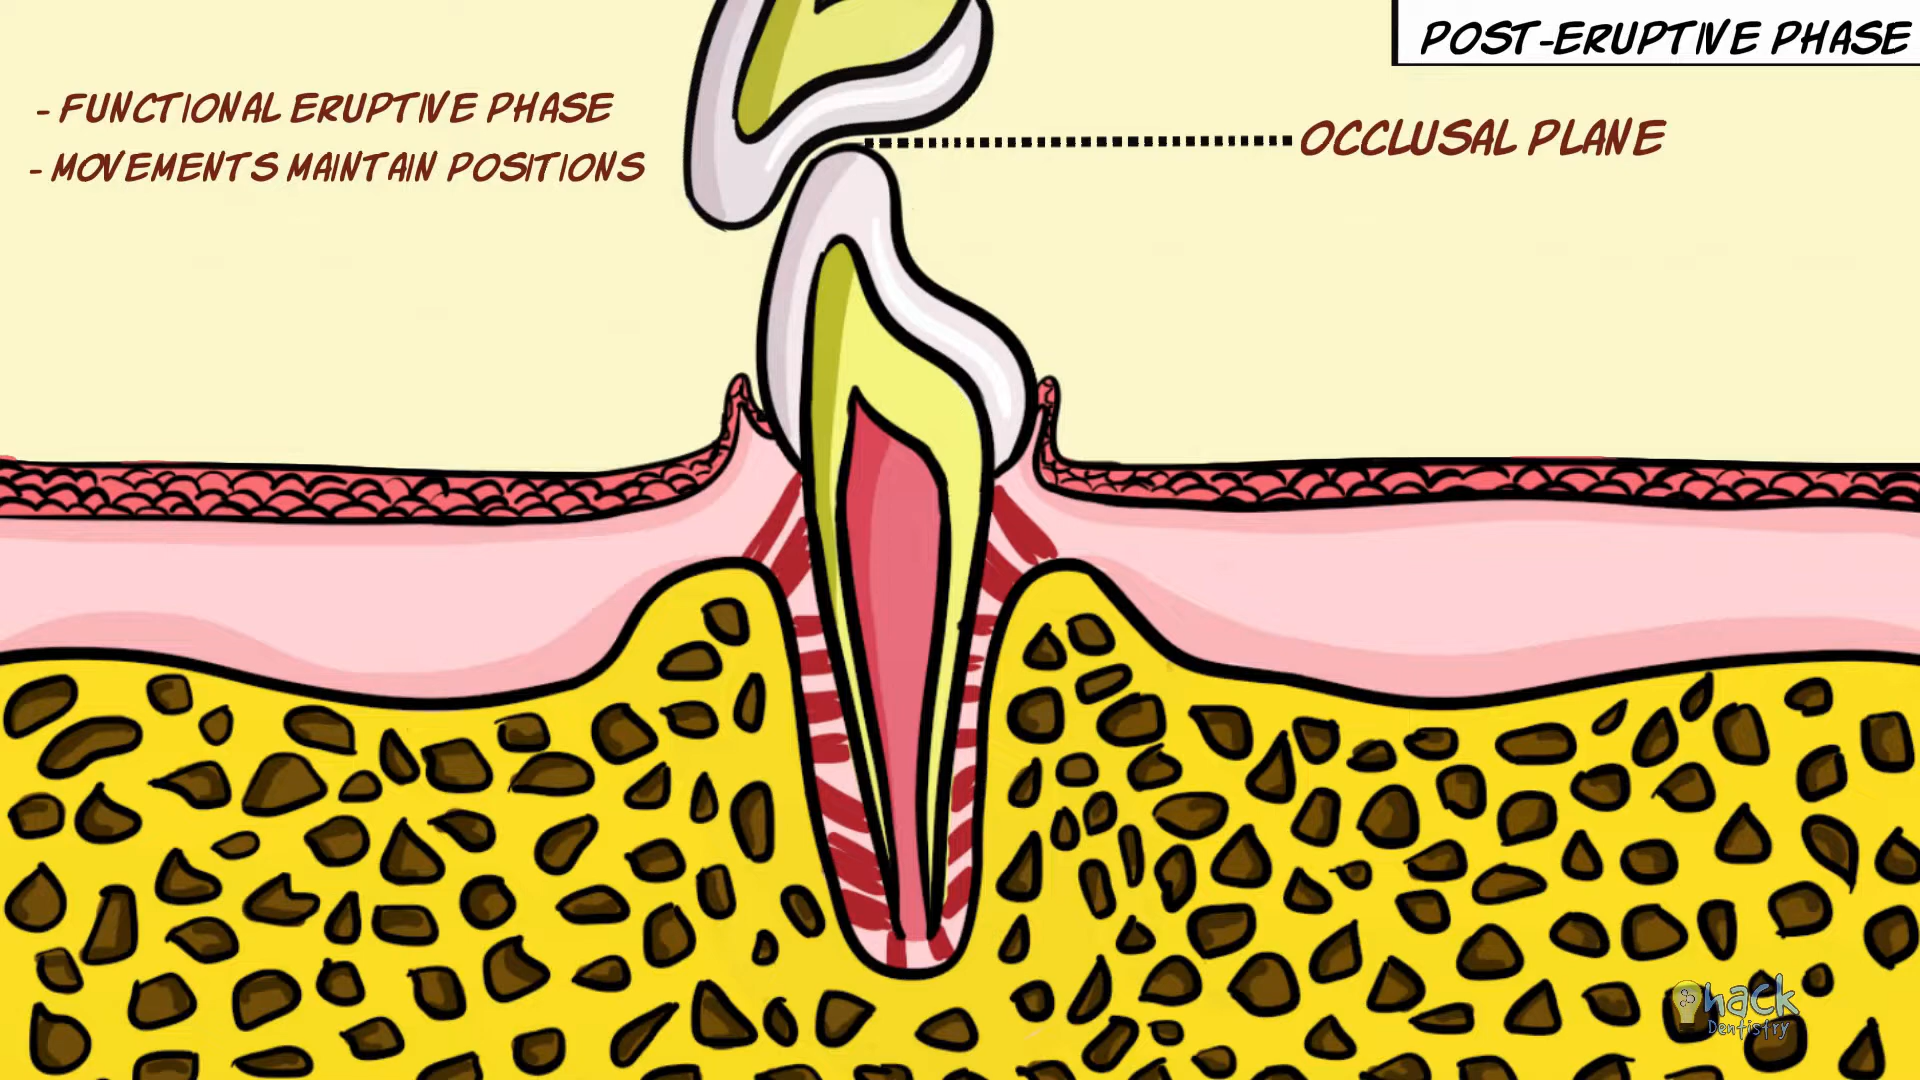 POST-ERUPTIVE PHASE
- FUNCTIONAL ERUPTIVE PHASE
- MOVEMENTS MAINTAIN POSITIONS
OCCLUSAL PLANE
hack
Dentistry